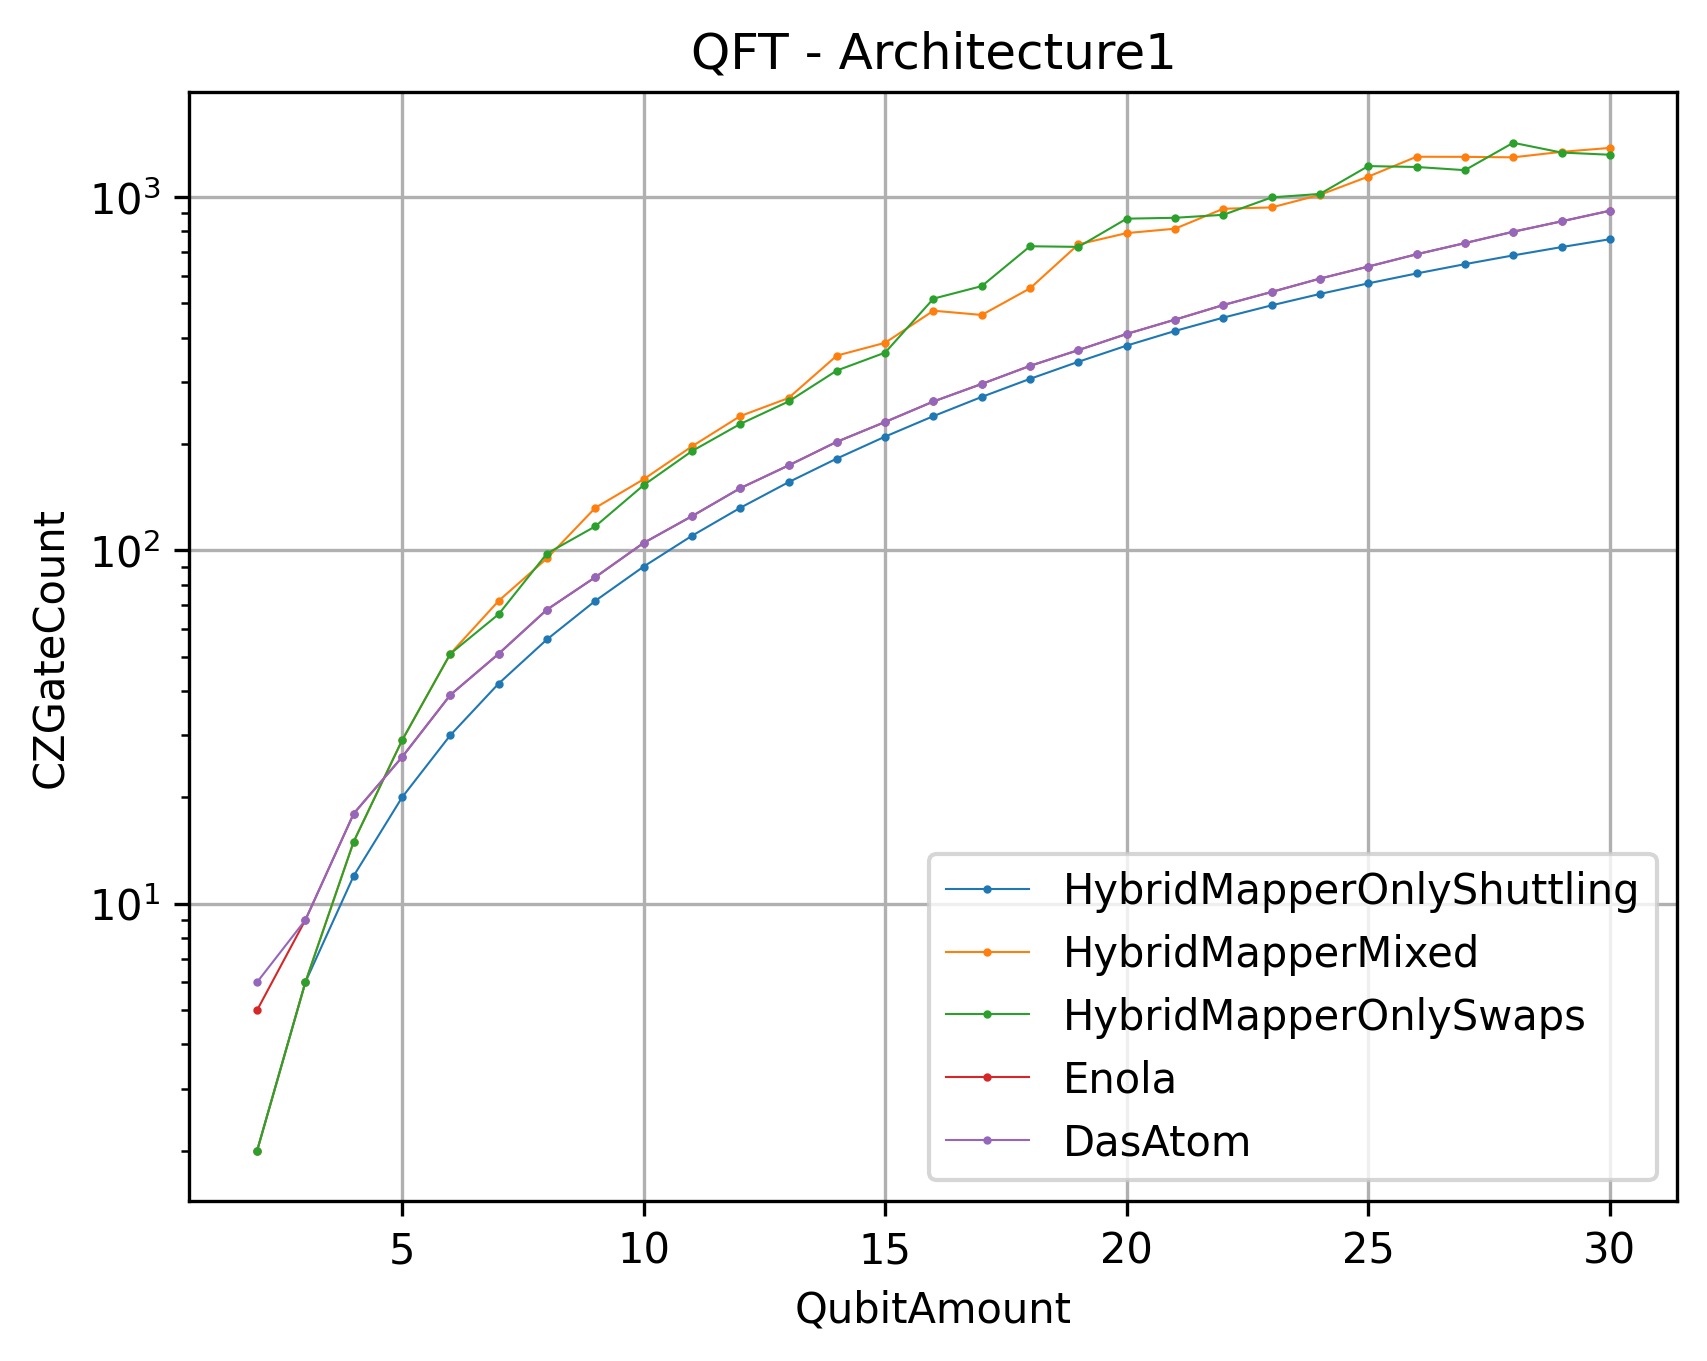 QFT - Architecture1
CZGateCount
10³
10²
10¹
HybridMapperOnlyShuttling
HybridMapperMixed
HybridMapperOnlySwaps
Enola
DasAtom
5 10 15 20 25 30
QubitAmount